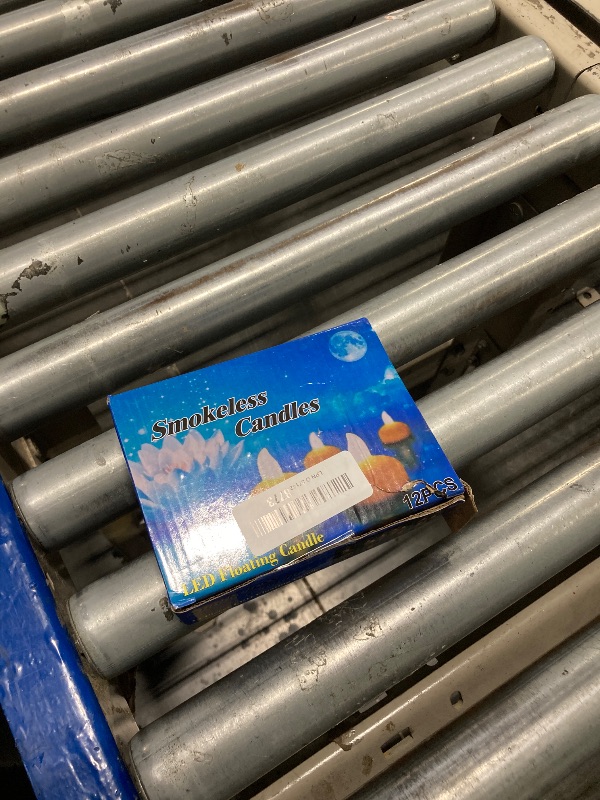 Smokeless
Candles
12PCS
LED Floating Candle